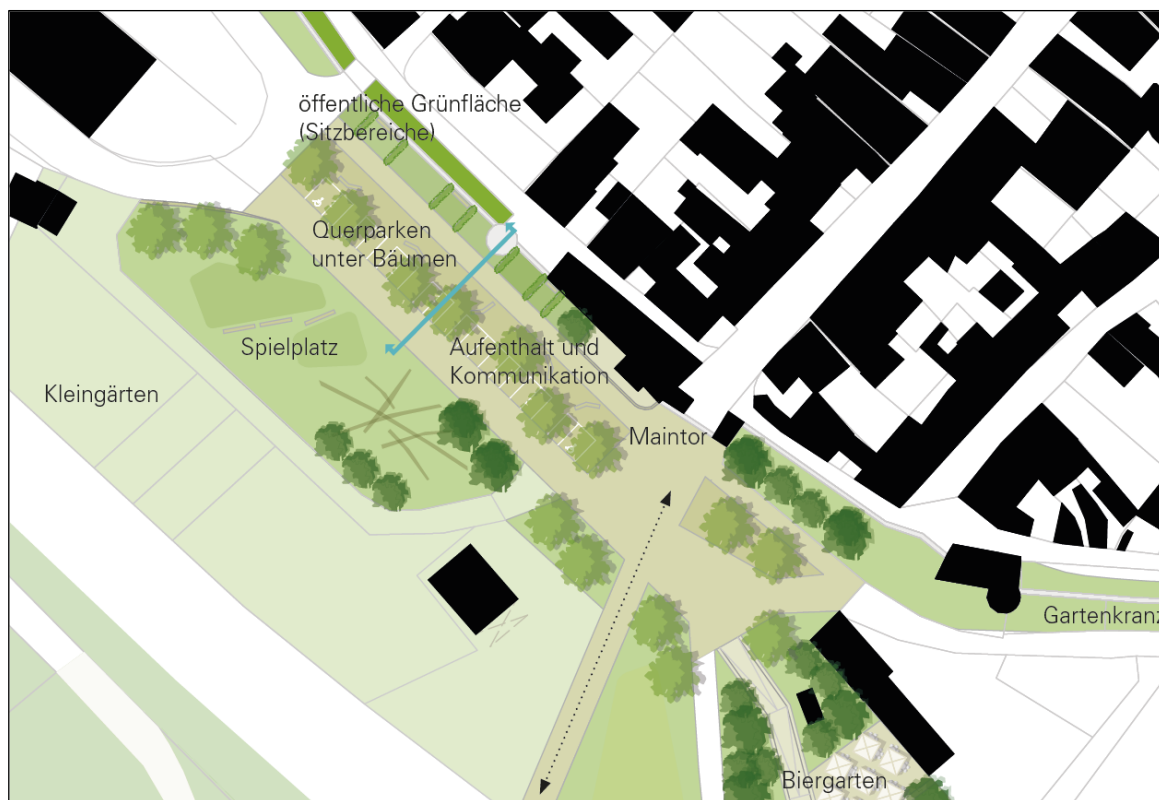 öffentliche Grünfläche
(Sitzbereiche)
Querparken
unter Bäumen
Spielplatz
Aufenthalt und
Kommunikation
Kleingärten
Maintor
Gartenkranz
Biergarten